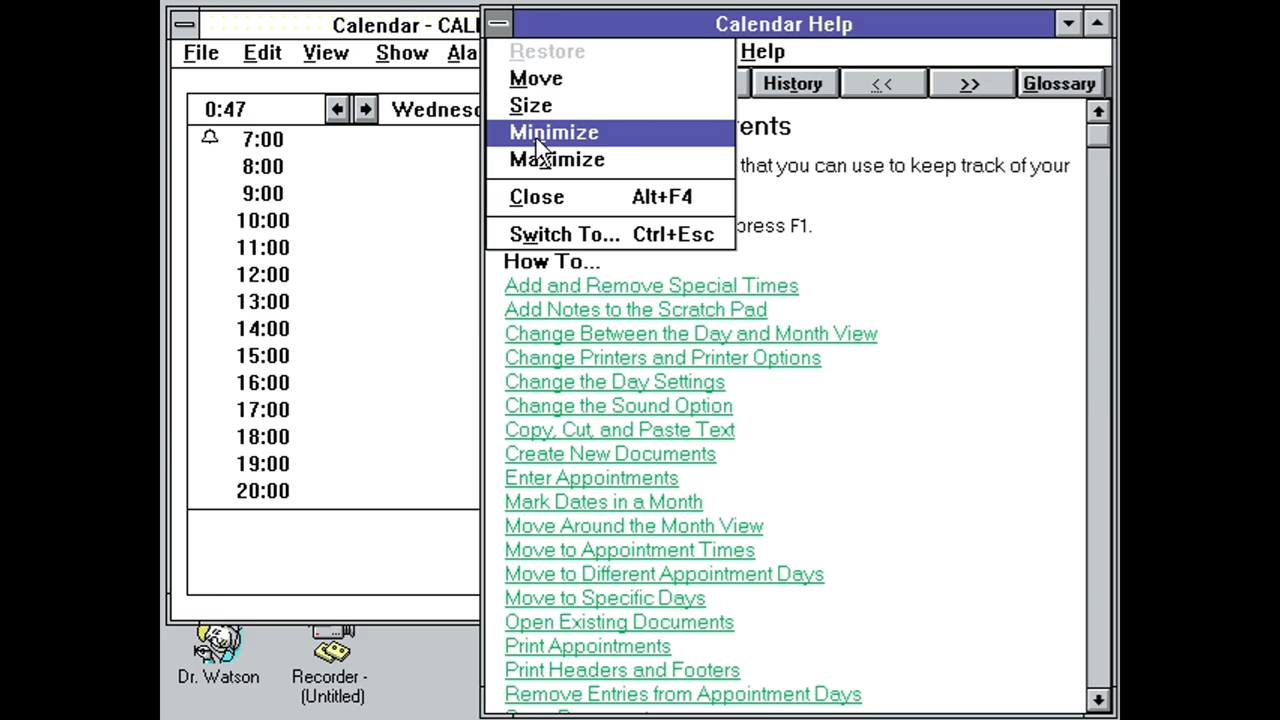 Calendar - CAL
File Edit View Show Ala
0:47 Wednes
7:00
8:00
9:00
10:00
11:00
12:00
13:00
14:00
15:00
16:00
17:00
18:00
19:00
20:00
Dr. Watson
Recorder -
(Untitled)
Calendar Help
Help
History << >> Glossary
Restore
Move
Size
Minimize
Maximize
Close Alt+F4
Switch To... Ctrl+Esc
ents
that you can use to keep track of your
press F1.
How To...
Add and Remove Special Times
Add Notes to the Scratch Pad
Change Between the Day and Month View
Change Printers and Printer Options
Change the Day Settings
Change the Sound Option
Copy, Cut, and Paste Text
Create New Documents
Enter Appointments
Mark Dates in a Month
Move Around the Month View
Move to Appointment Times
Move to Different Appointment Days
Move to Specific Days
Open Existing Documents
Print Appointments
Print Headers and Footers
Remove Entries from Appointment Days